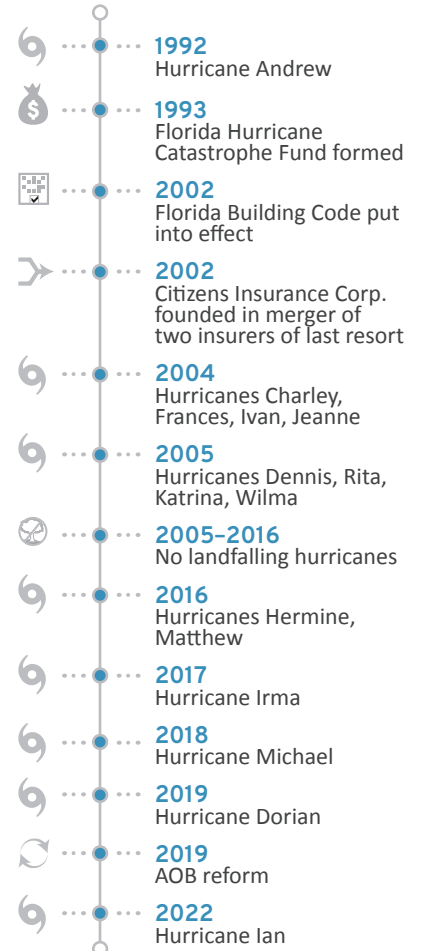 1992
Hurricane Andrew
$
1993
Florida Hurricane
Catastrophe Fund formed
2002
Florida Building Code put
into effect
2002
Citizens Insurance Corp.
founded in merger of
two insurers of last resort
2004
Hurricanes Charley,
Frances, Ivan, Jeanne
2005
Hurricanes Dennis, Rita,
Katrina, Wilma
2005–2016
No landfalling hurricanes
2016
Hurricanes Hermine,
Matthew
2017
Hurricane Irma
2018
Hurricane Michael
2019
Hurricane Dorian
2019
AOB reform
2022
Hurricane Ian